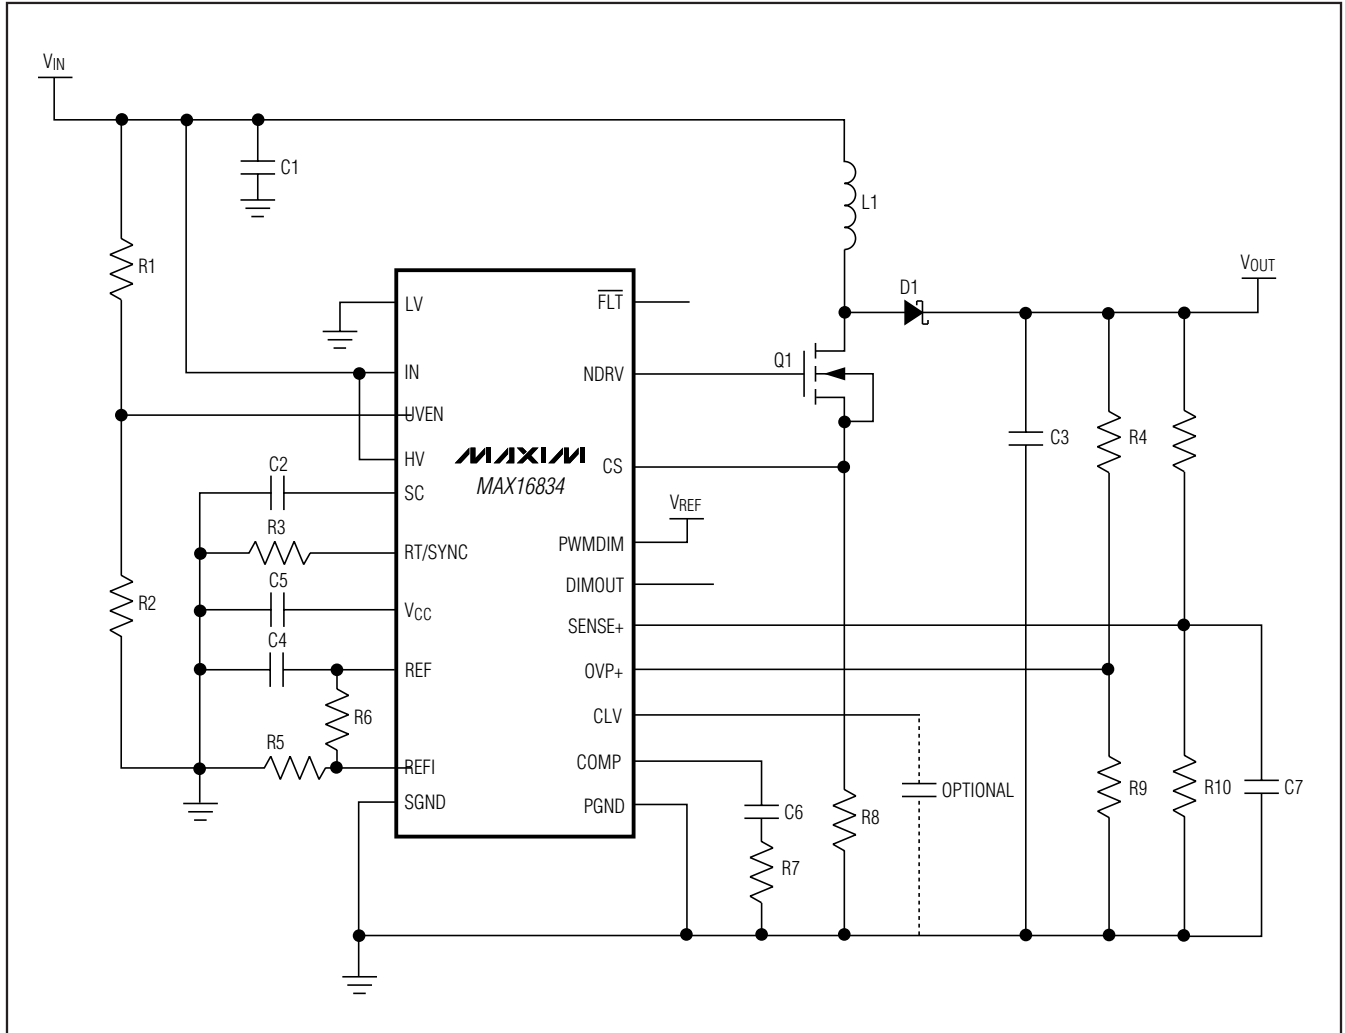 VIN
C1
L1
R1
VOUT
D1
LV
FLT
IN
NDRV
Q1
UVEN
HV
MAXIM
MAX16834
CS
C3
R4
C2
SC
VREF
R3
RT/SYNC
PWMDIM
C5
DIMOUT
R2
VCC
C4
SENSE+
REF
OVP+
R6
CLV
R5
REFI
COMP
OPTIONAL
SGND
PGND
C6
R8
R9
R10
C7
R7